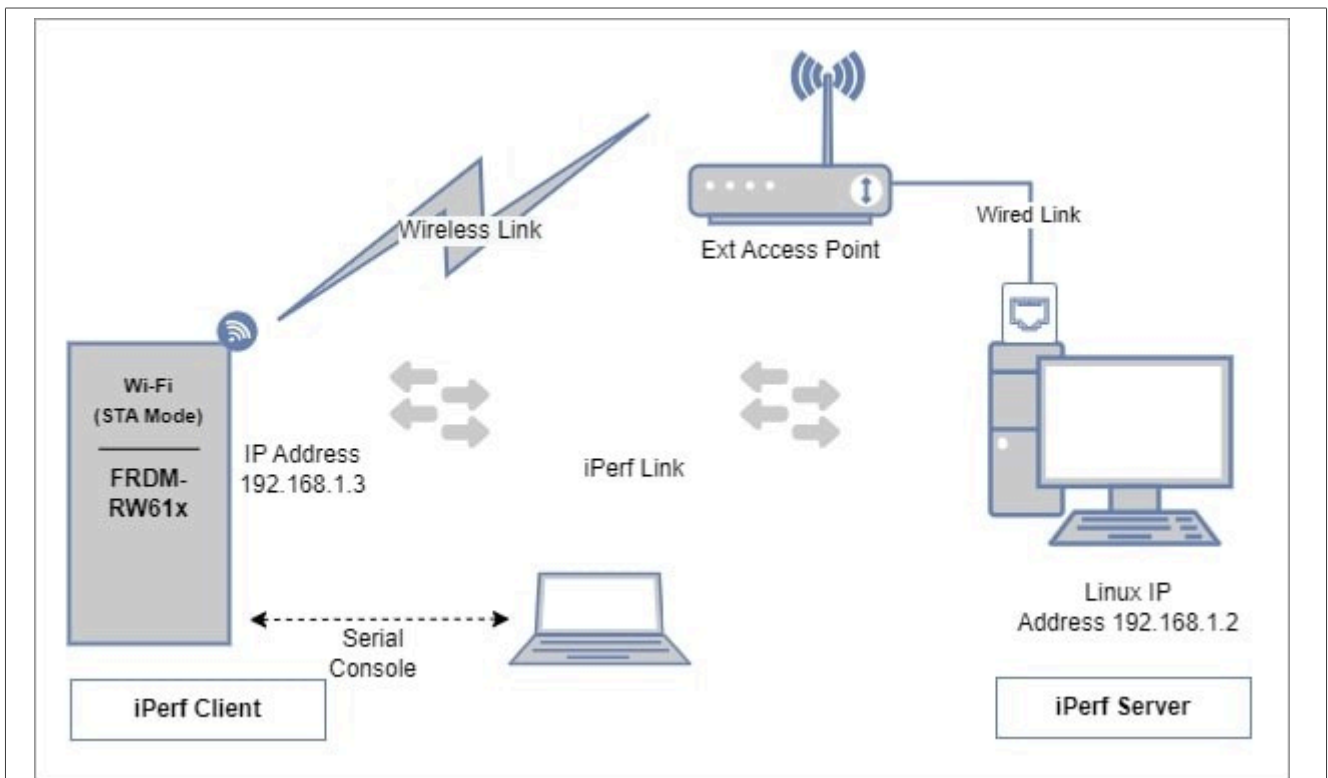 Wireless Link
Ext Access Point
Wired Link
Wi-Fi
(STA Mode)
FRDM-
RW61x
IP Address
192.168.1.3
iPerf Link
Serial
Console
Linux IP
Address 192.168.1.2
iPerf Client
iPerf Server